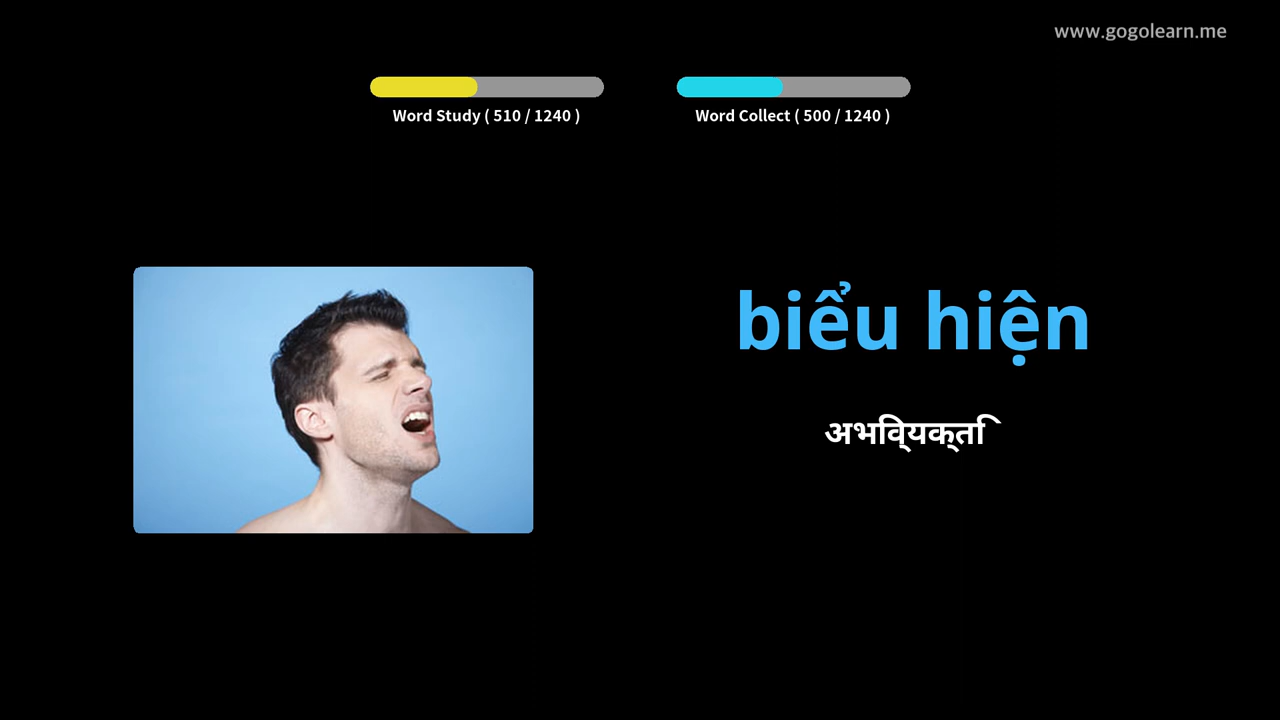 www.gogolearn.me
Word Study ( 510 / 1240 )
Word Collect ( 500 / 1240 )
biểu hiện
अभिव्यक्ति